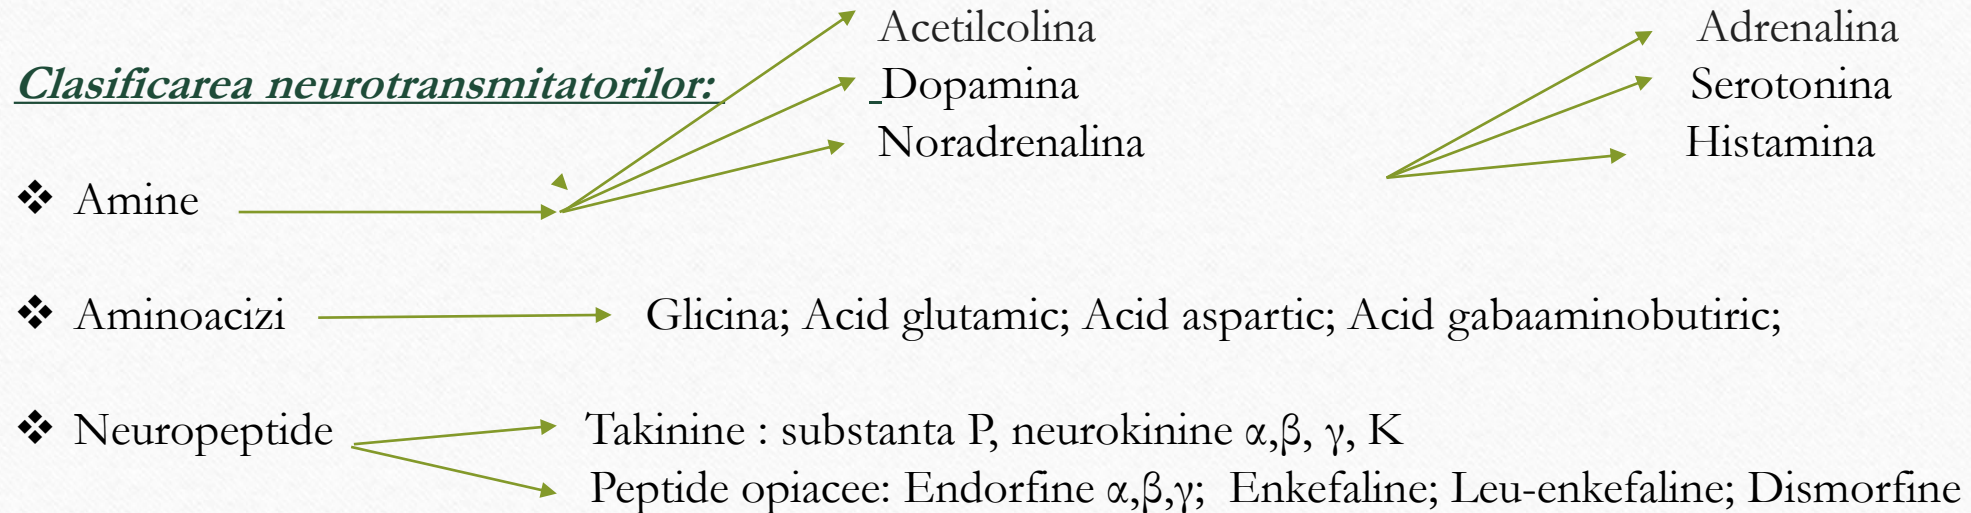 Acetilcolina Adrenalina
Clasificarea neurotransmitatorilor: Dopamina Serotonina
Noradrenalina Histamina
❖ Amine
❖ Aminoacizi Glicina; Acid glutamic; Acid aspartic; Acid gabaaminobutiric;
❖ Neuropeptide Takinine : substanta P, neurokinine α,β, γ, K
Peptide opiacee: Endorfine α,β,γ; Enkefaline; Leu-enkefaline; Dismorfine